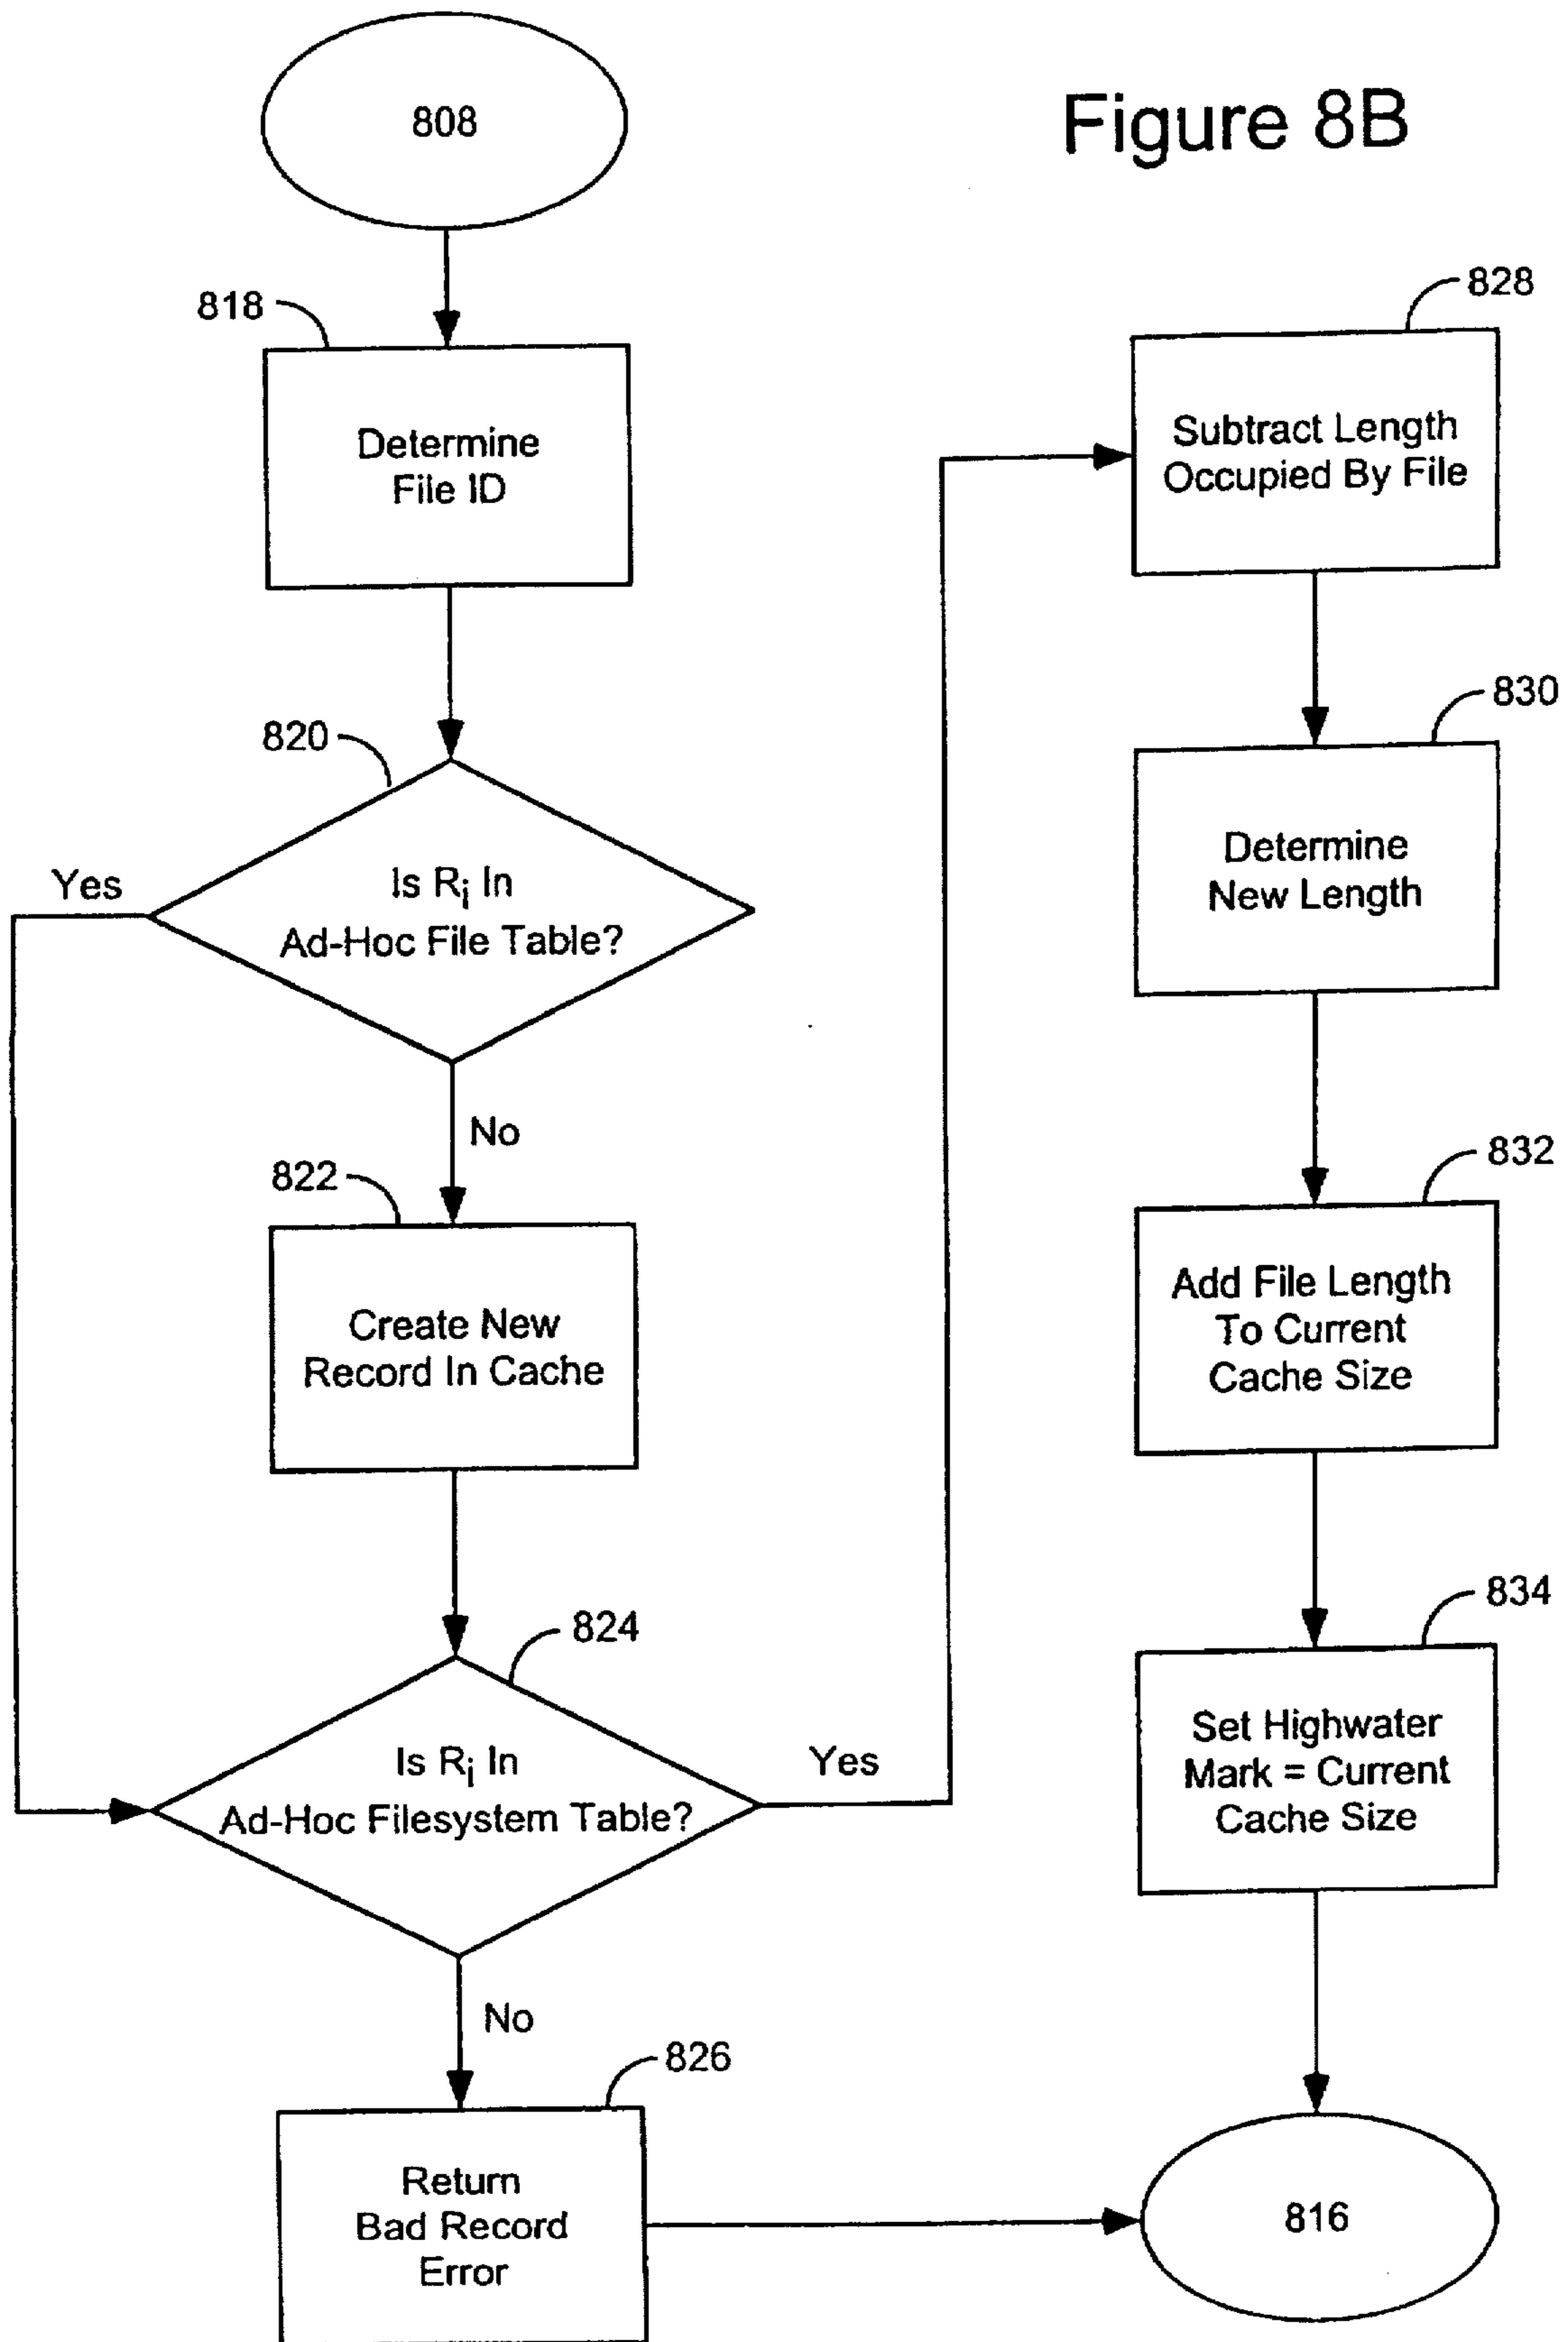 Figure 8B
808
818
Determine
File ID
820
Is Ri In
Ad-Hoc File Table?
Yes
No
822
Create New
Record In Cache
824
Is Ri In
Ad-Hoc Filesystem Table?
Yes
No
826
Return
Bad Record
Error
828
Subtract Length
Occupied By File
830
Determine
New Length
832
Add File Length
To Current
Cache Size
834
Set Highwater
Mark = Current
Cache Size
816